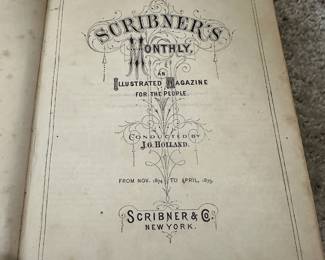 SCRIBNER'S
MONTHLY,
AN
ILLUSTRATED MAGAZINE
FOR THE PEOPLE.
CONDUCTED BY
J.G. HOLLAND.
FROM NOV. 1874, TO APRIL, 1875.
SCRIBNER & CO.
NEW YORK.